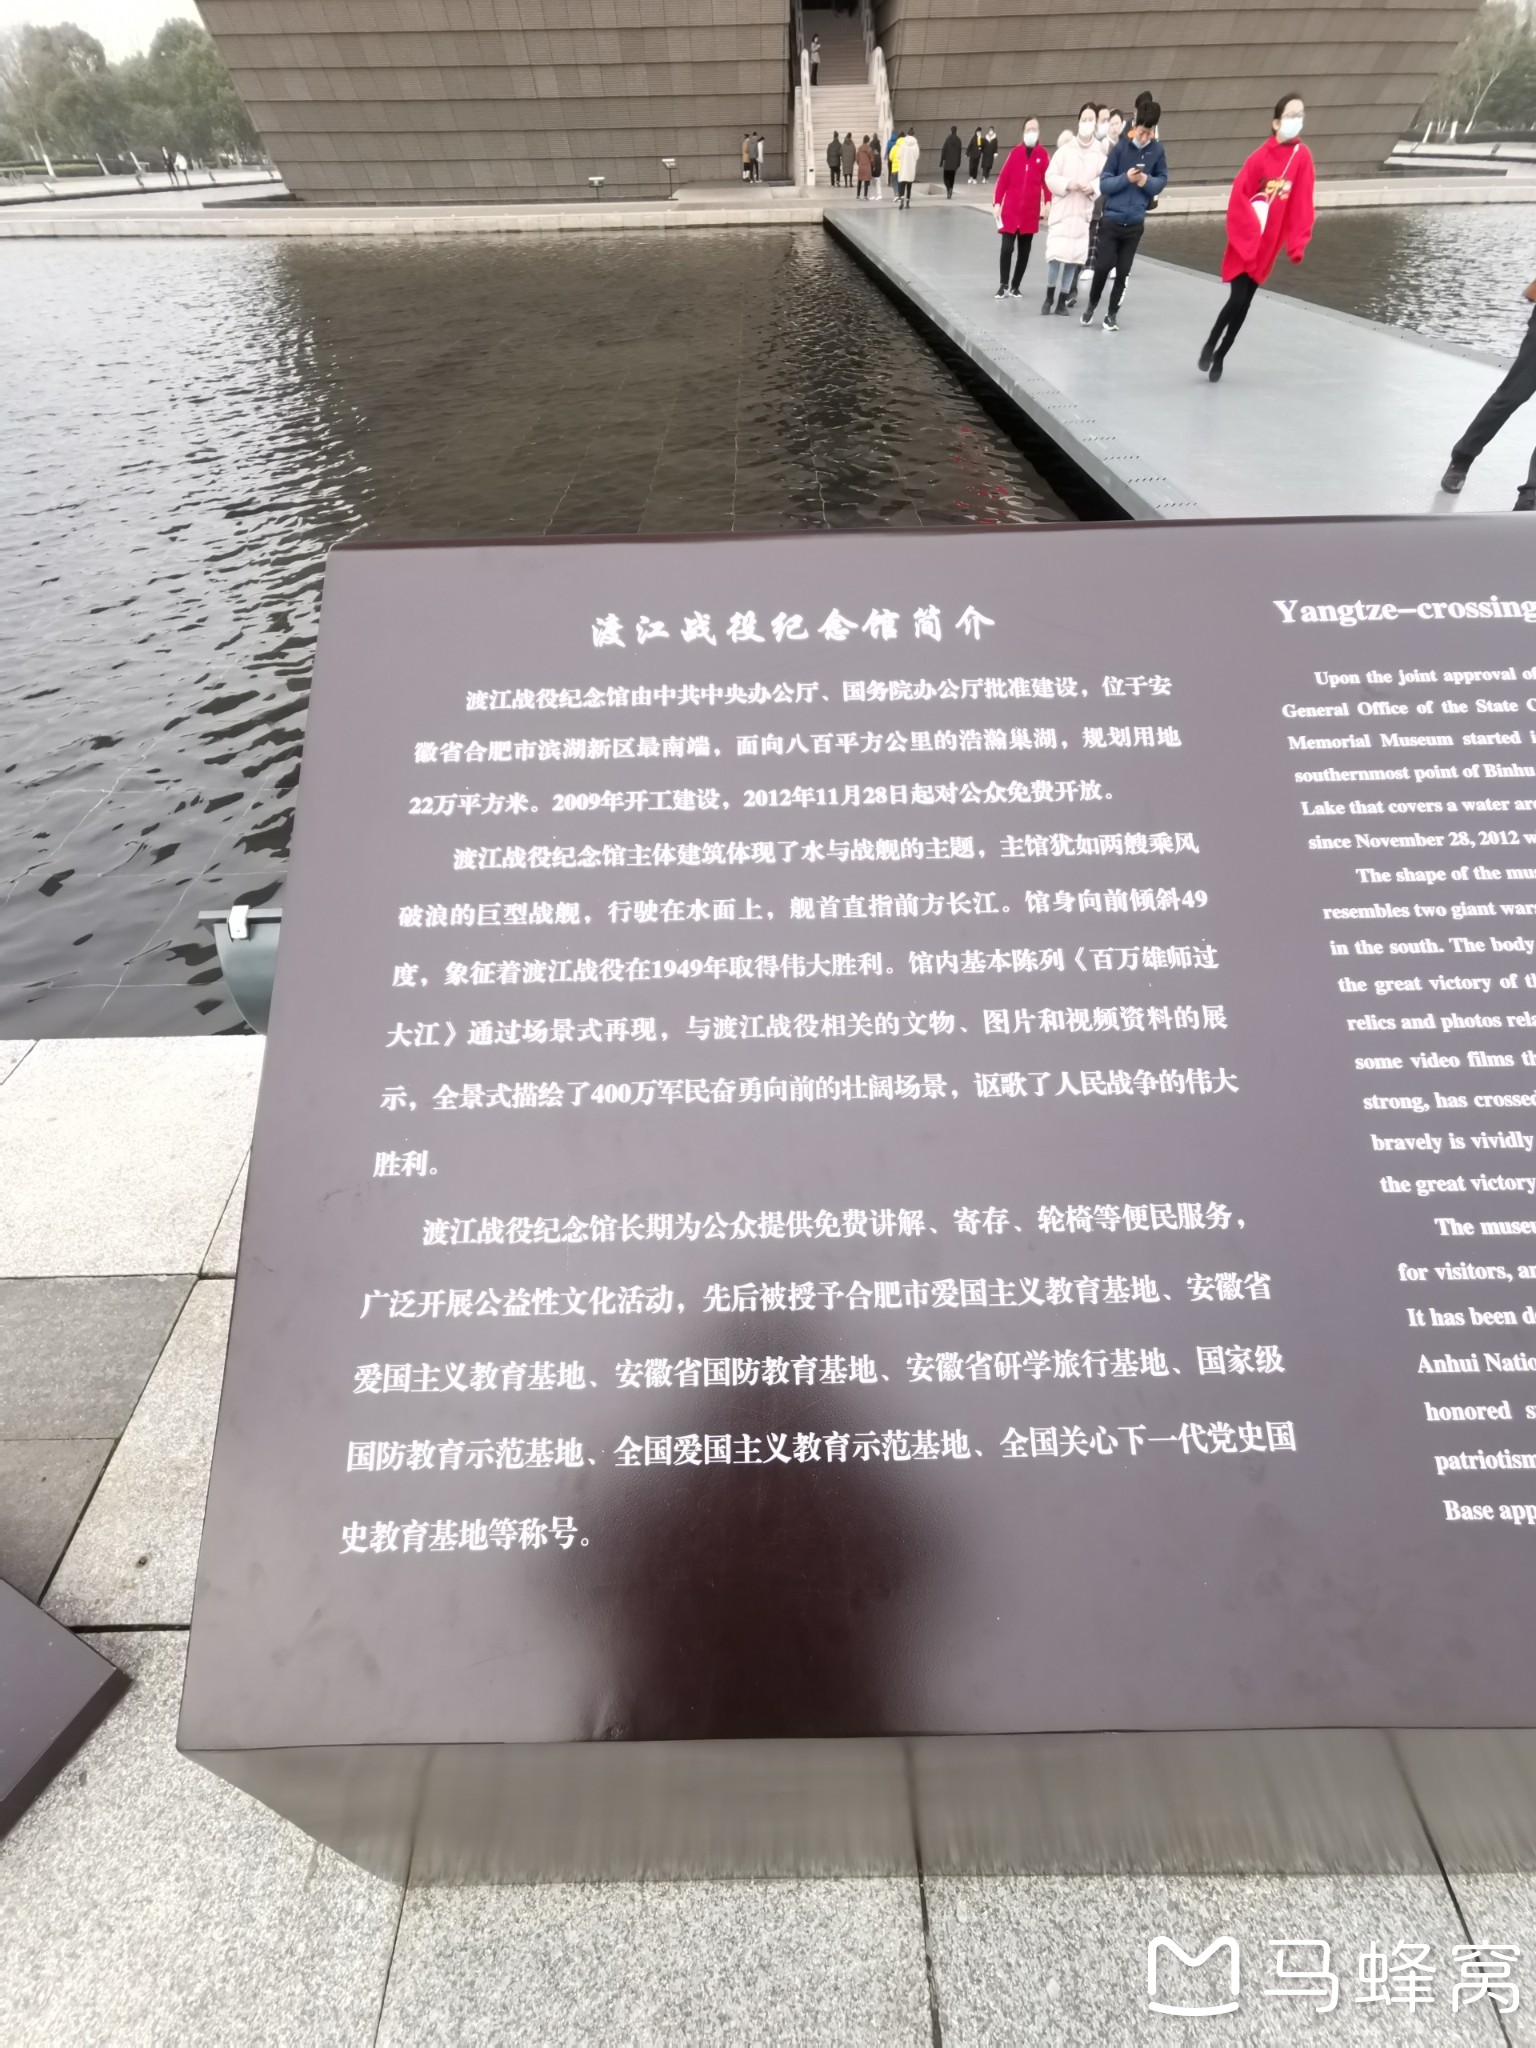 渡江战役纪念馆简介
渡江战役纪念馆由中共中央办公厅、国务院办公厅批准建设，位于安
徽省合肥市滨湖新区最南端，面向八百平方公里的浩瀚巢湖，规划用地
22万平方米。2009年开工建设，2012年11月28日起对公众免费开放。
渡江战役纪念馆主体建筑体现了水与战舰的主题，主馆犹如两艘乘风
破浪的巨型战舰，行驶在水面上，舰首直指前方长江。馆身向前倾斜49
度，象征着渡江战役在1949年取得伟大胜利。馆内基本陈列《百万雄师过
大江》通过场景式再现，与渡江战役相关的文物、图片和视频资料的展
示，全景式描绘了400万军民奋勇向前的壮阔场景，讴歌了人民战争的伟大
胜利。
渡江战役纪念馆长期为公众提供免费讲解、寄存、轮椅等便民服务，
广泛开展公益性文化活动，先后被授予合肥市爱国主义教育基地、安徽省
爱国主义教育基地、安徽省国防教育基地、安徽省研学旅行基地、国家级
国防教育示范基地、全国爱国主义教育示范基地、全国关心下一代党史国
史教育基地等称号。
Yangtze-crossing
Upon the joint approval of
General Office of the State C
Memorial Museum started i
southernmost point of Binhu
Lake that covers a water are
since November 28, 2012 w
The shape of the mus
resembles two giant wars
in the south. The body
the great victory of th
relics and photos rela
some video films th
strong, has crossed
bravely is vividly
the great victory
The museu
for visitors, an
It has been de
Anhui Natio
honored s
patriotism
Base app
马蜂窝